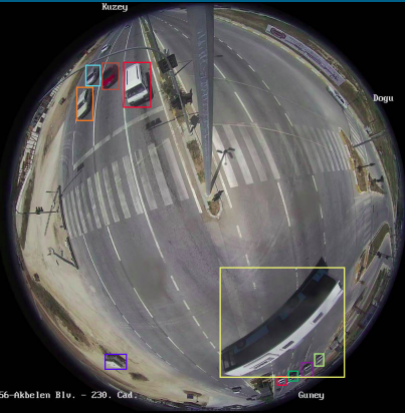 Kuzey
Dogu
56-Akbelen Blv. - 230. Cad.
Guney